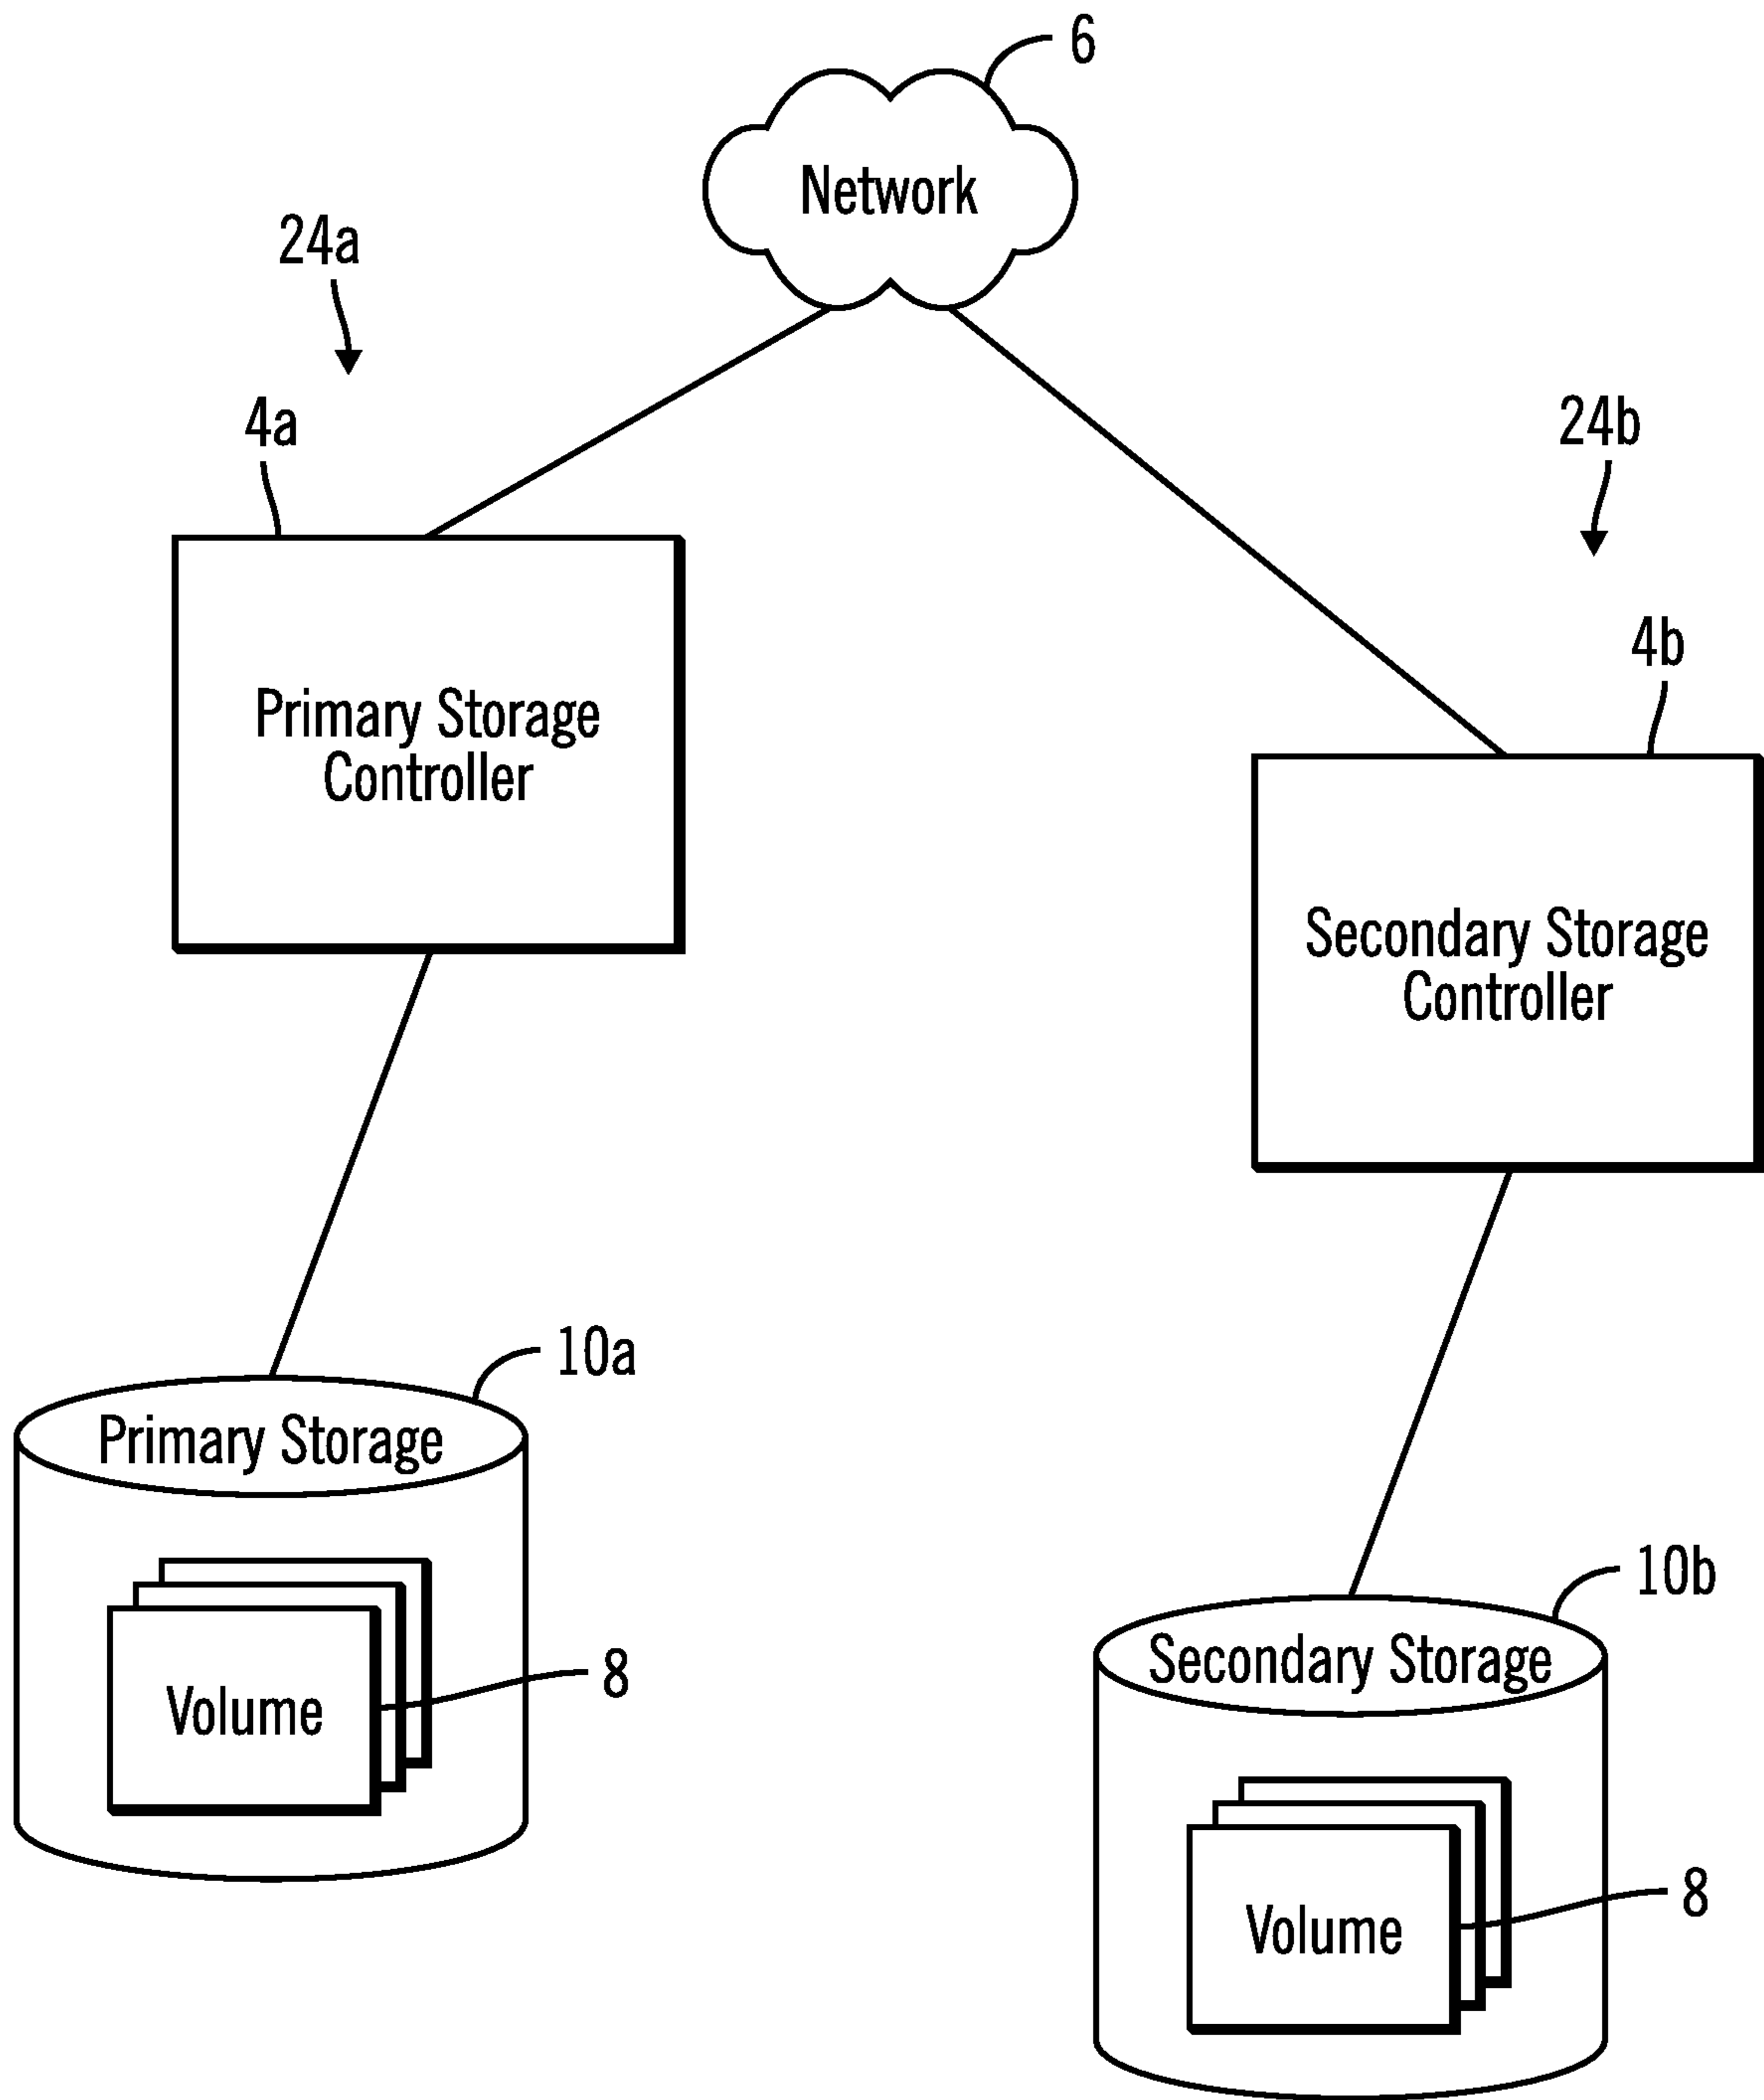 6
Network
24a
4a
24b
4b
Primary Storage
Controller
Secondary Storage
Controller
10a
Primary Storage
10b
Secondary Storage
8
Volume
8
Volume